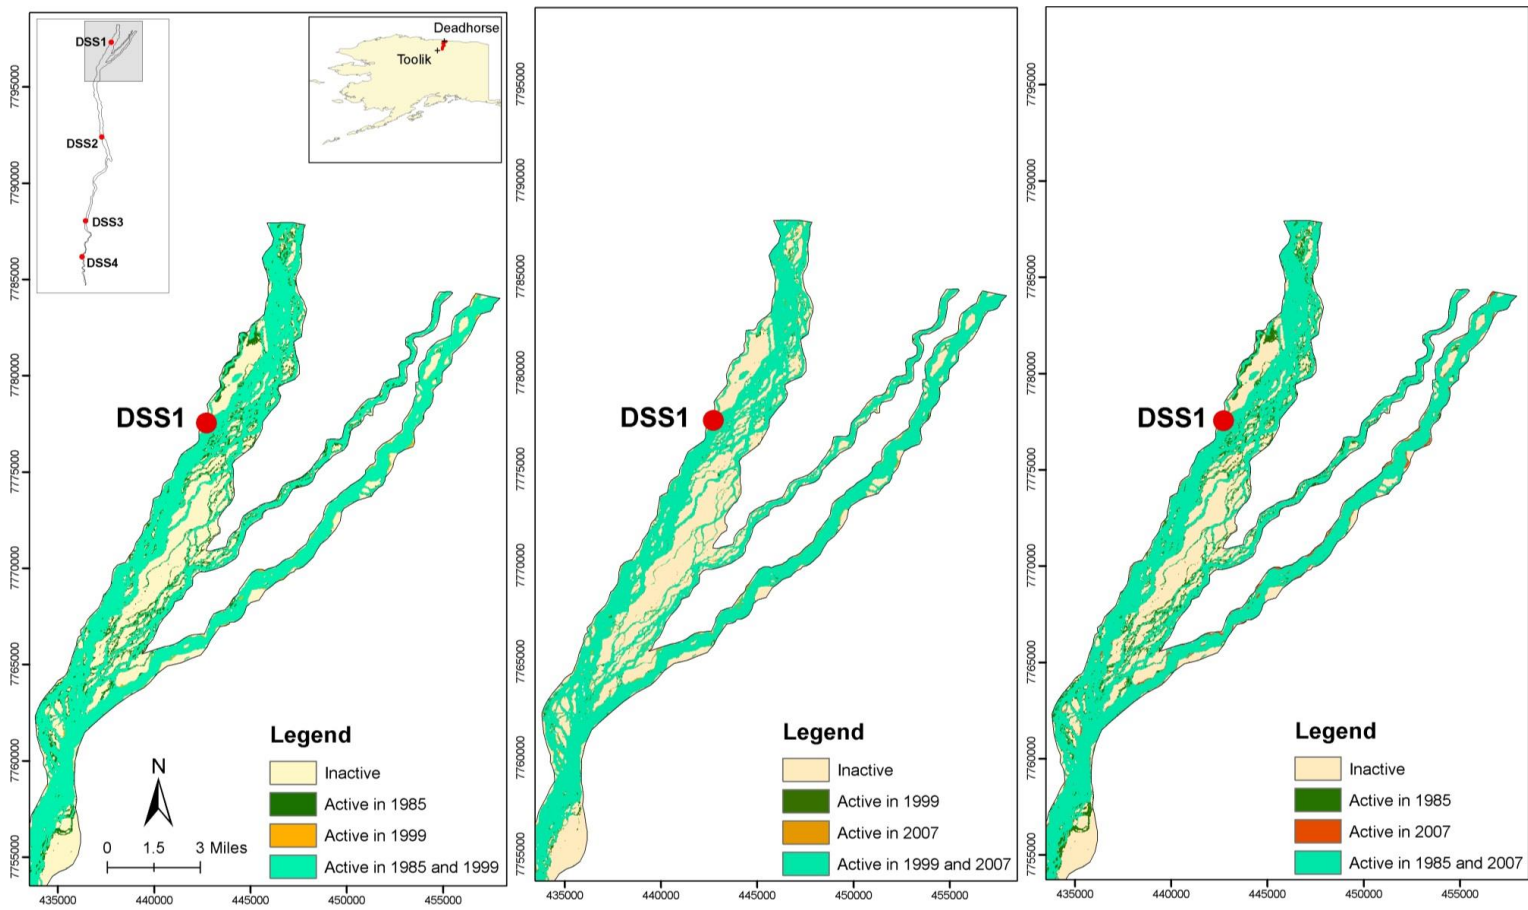 DSS1
DSS2
DSS3
DSS4
Deadhorse
Toolik
7795000
7790000
7785000
7780000
7775000
7770000
7765000
7760000
7755000
DSS1
N
0 1.5 3 Miles
Legend
Inactive
Active in 1985
Active in 1999
Active in 1985 and 1999
435000 440000 445000 450000 455000
7795000
7790000
7785000
7780000
7775000
7770000
7765000
7760000
7755000
DSS1
Legend
Inactive
Active in 1999
Active in 2007
Active in 1999 and 2007
435000 440000 445000 450000 455000
7795000
7790000
7785000
7780000
7775000
7770000
7765000
7760000
7755000
DSS1
Legend
Inactive
Active in 1985
Active in 2007
Active in 1985 and 2007
435000 440000 445000 450000 455000